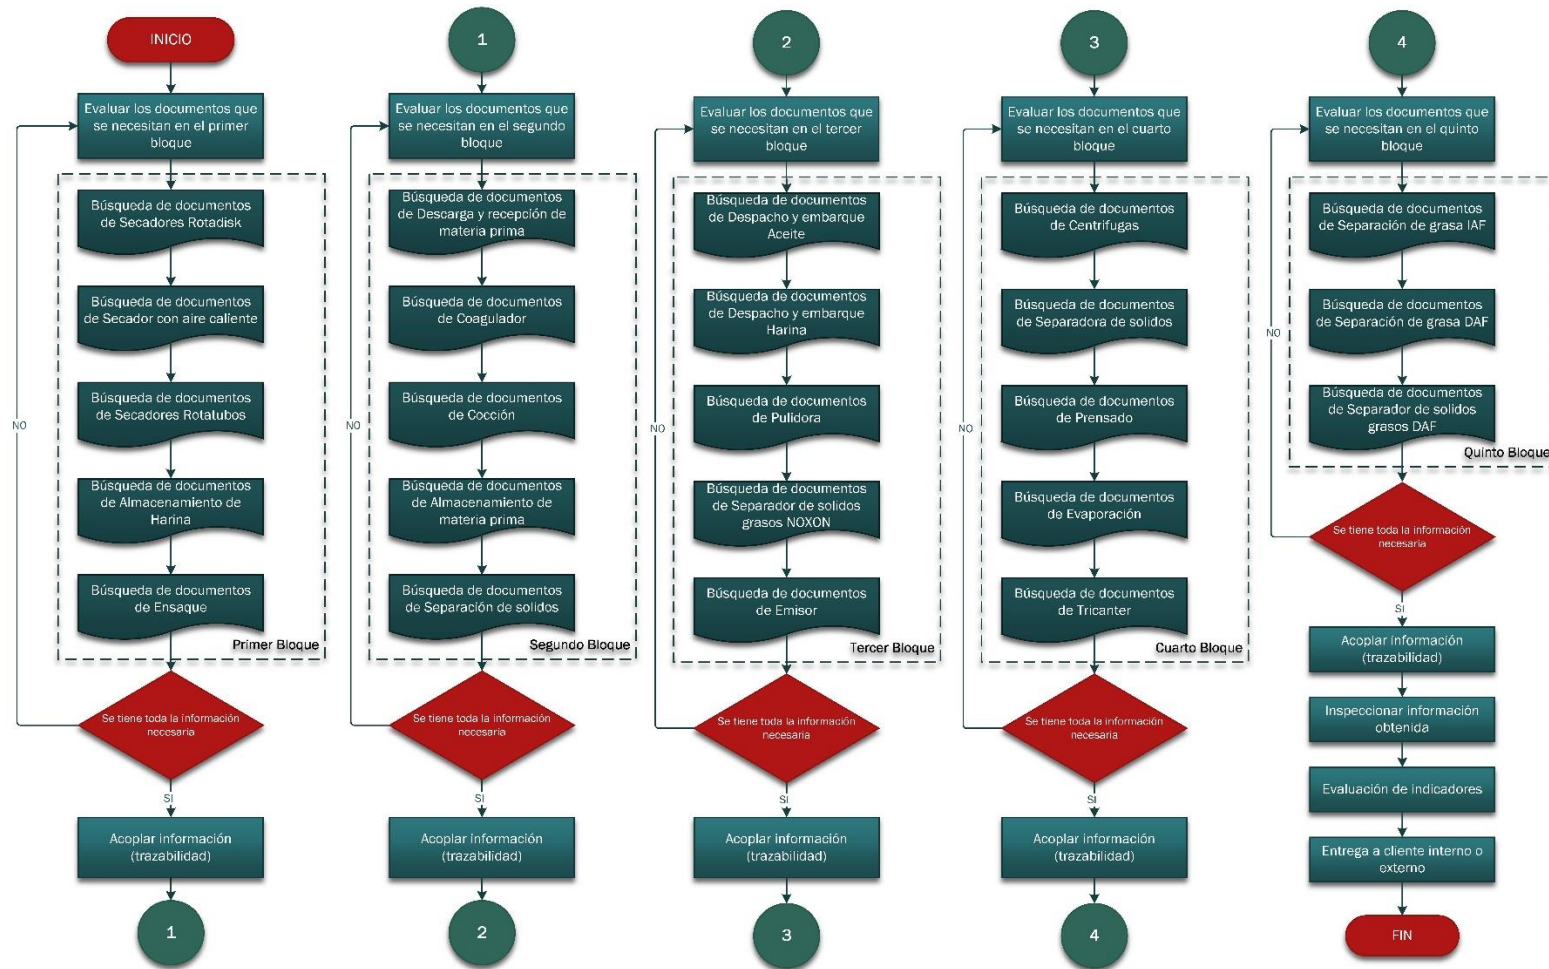 INICIO
Evaluar los documentos que
se necesitan en el primer
bloque
Búsqueda de documentos
de Secadores Rotadisk
Búsqueda de documentos
de Secador con aire caliente
Búsqueda de documentos
de Secadores Rotatubos
Búsqueda de documentos
de Almacenamiento de
Harina
Búsqueda de documentos
de Ensaque
Primer Bloque
NO
Se tiene toda la información
necesaria
SI
Acoplar información
(trazabilidad)
1
1
Evaluar los documentos que
se necesitan en el segundo
bloque
Búsqueda de documentos
de Descarga y recepción de
materia prima
Búsqueda de documentos
de Coagulador
Búsqueda de documentos
de Cocción
Búsqueda de documentos
de Almacenamiento de
materia prima
Búsqueda de documentos
de Separación de solidos
Segundo Bloque
NO
Se tiene toda la información
necesaria
SI
Acoplar información
(trazabilidad)
2
2
Evaluar los documentos que
se necesitan en el tercer
bloque
Búsqueda de documentos
de Despacho y embarque
Aceite
Búsqueda de documentos
de Despacho y embarque
Harina
Búsqueda de documentos
de Pulidora
Búsqueda de documentos
de Separador de solidos
grasos NOXON
Búsqueda de documentos
de Emisor
Tercer Bloque
NO
Se tiene toda la información
necesaria
SI
Acoplar información
(trazabilidad)
3
3
Evaluar los documentos que
se necesitan en el cuarto
bloque
Búsqueda de documentos
de Centrifugas
Búsqueda de documentos
de Separadora de solidos
Búsqueda de documentos
de Prensado
Búsqueda de documentos
de Evaporación
Búsqueda de documentos
de Tricanter
Cuarto Bloque
NO
Se tiene toda la información
necesaria
SI
Acoplar información
(trazabilidad)
4
4
Evaluar los documentos que
se necesitan en el quinto
bloque
Búsqueda de documentos
de Separación de grasa IAF
Búsqueda de documentos
de Separación de grasa DAF
Búsqueda de documentos
de Separador de solidos
grasos DAF
Quinto Bloque
NO
Se tiene toda la información
necesaria
SI
Acoplar información
(trazabilidad)
Inspeccionar información
obtenida
Evaluación de indicadores
Entrega a cliente interno o
externo
FIN